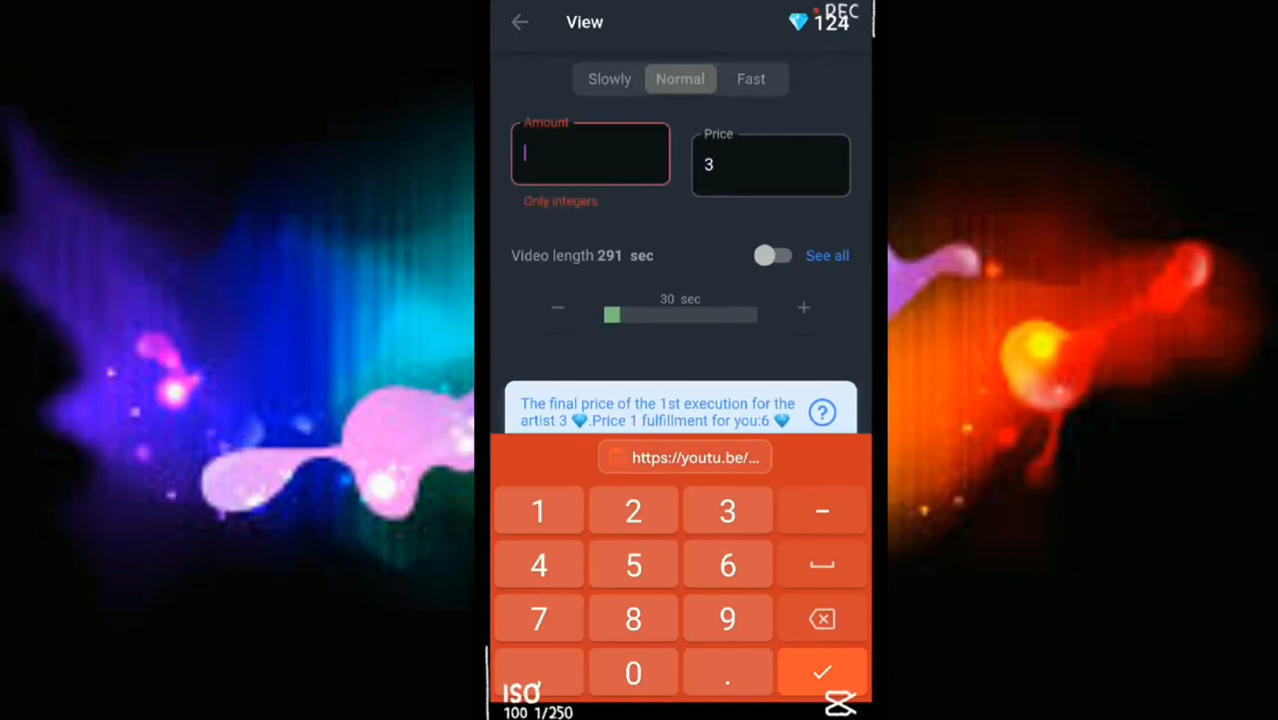 View
REC
124
Slowly Normal Fast
Amount
Price
3
Only integers
Video length 291 sec
See all
30 sec
The final price of the 1st execution for the
artist 3 💎.Price 1 fulfillment for you:6 💎
https://youtu.be/...
1 2 3 -
4 5 6
7 8 9
0 .
ISO
100 1/250